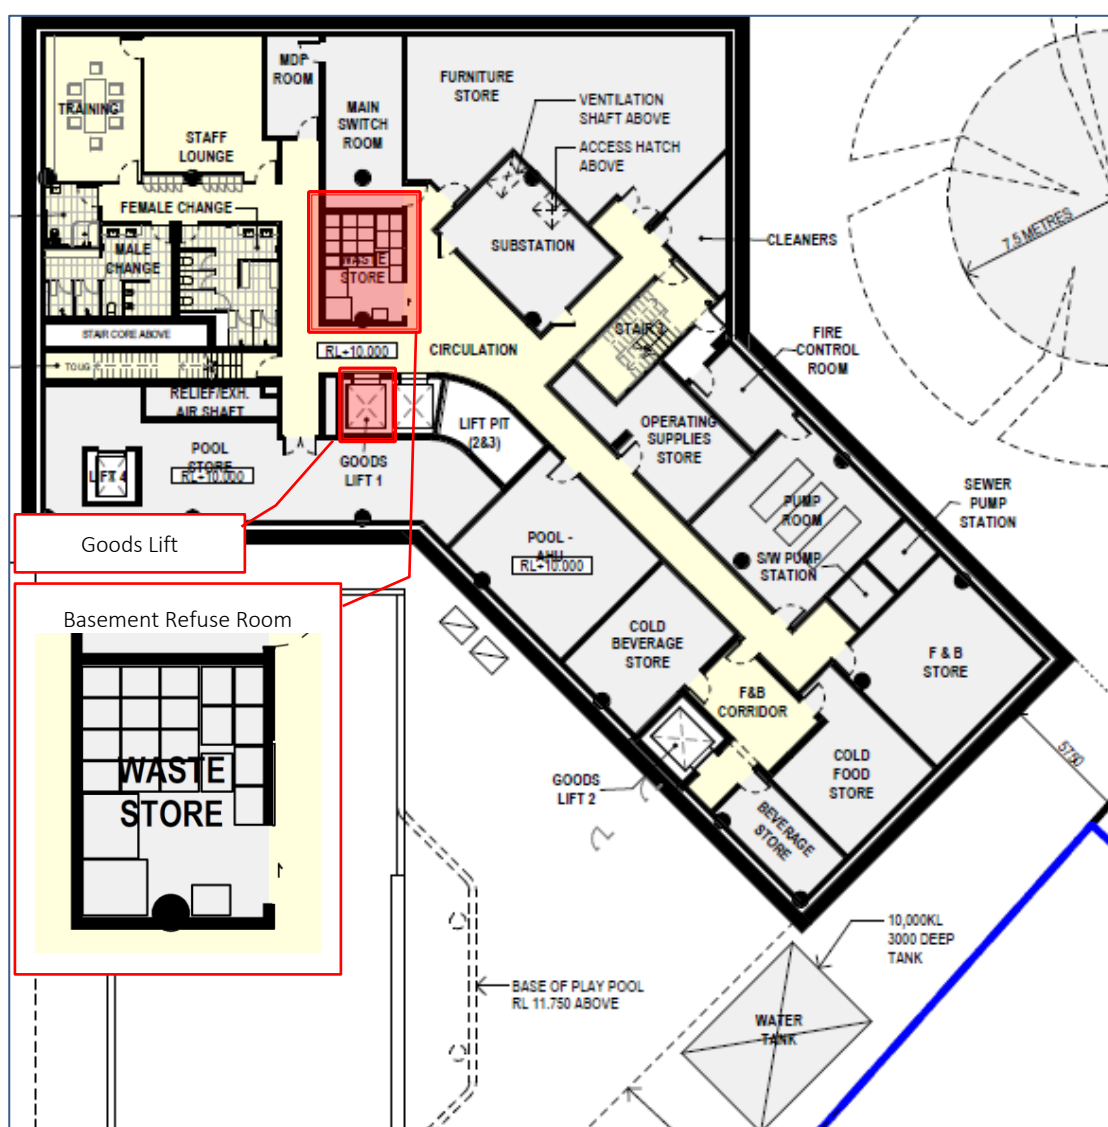 MDP
ROOM
FURNITURE
STORE
VENTILATION
SHAFT ABOVE
TRAINING
MAIN
SWITCH
ROOM
STAFF
LOUNGE
ACCESS HATCH
ABOVE
FEMALE CHANGE
7.5 METRES
CLEANERS
SUBSTATION
MALE
CHANGE
WASTE
STORE
STAIR CORE ABOVE
STAIR 2
FIRE
CONTROL
ROOM
RL+10.000
CIRCULATION
TO UG
RELIEF/EXH.
AIR SHAFT
LIFT PIT
(2&3)
OPERATING
SUPPLIES
STORE
POOL
STORE
RL+10.000
LIFT 4
GOODS
LIFT 1
SEWER
PUMP
STATION
PUMP
ROOM
Goods Lift
POOL -
AHU
RL+10.000
S/W PUMP
STATION
Basement Refuse Room
COLD
BEVERAGE
STORE
F & B
STORE
F&B
CORRIDOR
WASTE
STORE
GOODS
LIFT 2
COLD
FOOD
STORE
5750
BEVERAGE
STORE
10,000KL
3000 DEEP
TANK
BASE OF PLAY POOL
RL 11.750 ABOVE
WATER
TANK